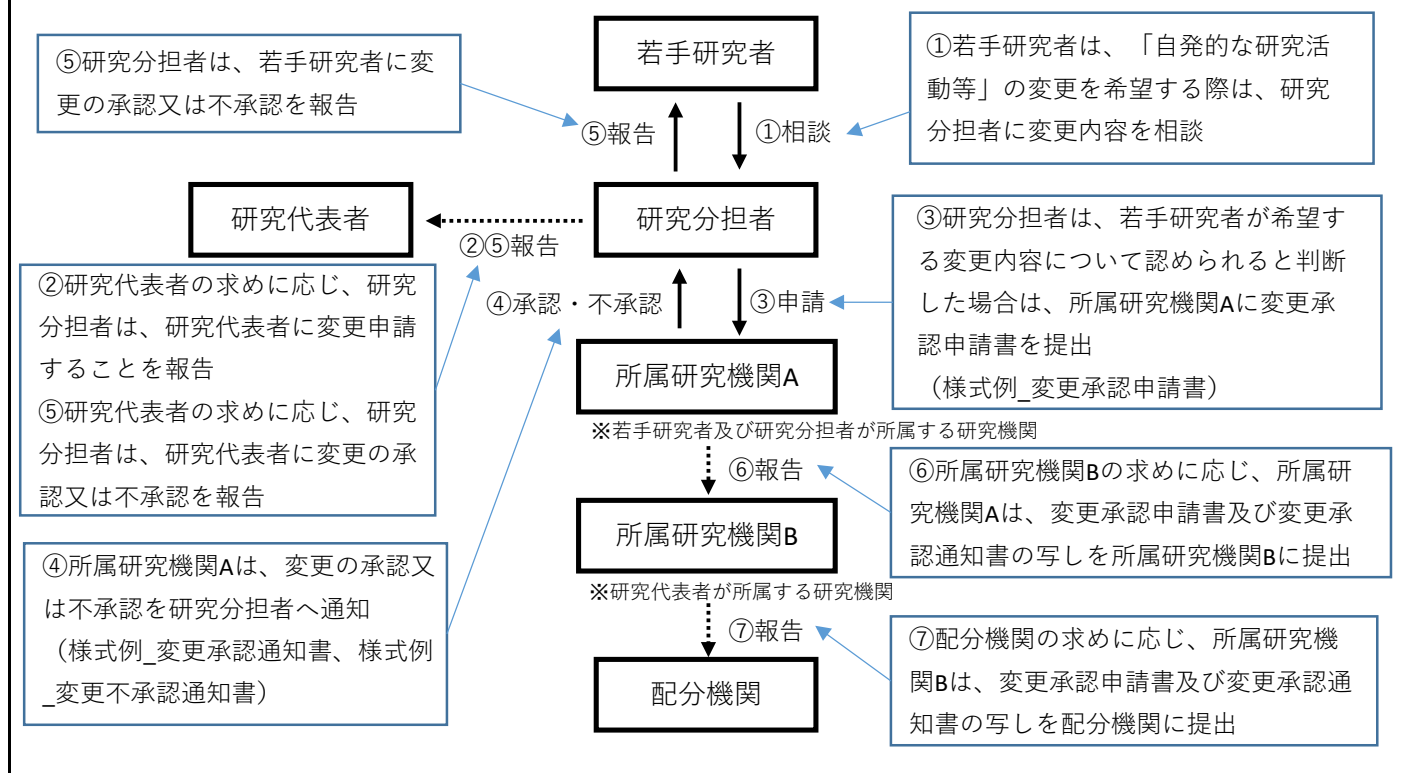 ⑤研究分担者は、若手研究者に変
更の承認又は不承認を報告
若手研究者
①若手研究者は、「自発的な研究活
動等」の変更を希望する際は、研究
分担者に変更内容を相談
⑤報告
①相談
研究代表者
研究分担者
②⑤報告
③研究分担者は、若手研究者が希望す
る変更内容について認められると判断
した場合は、所属研究機関Aに変更承
認申請書を提出
（様式例_変更承認申請書）
②研究代表者の求めに応じ、研究
分担者は、研究代表者に変更申請
することを報告
⑤研究代表者の求めに応じ、研究
分担者は、研究代表者に変更の承
認又は不承認を報告
④承認・不承認
③申請
所属研究機関A
※若手研究者及び研究分担者が所属する研究機関
⑥報告
⑥所属研究機関Bの求めに応じ、所属研
究機関Aは、変更承認申請書及び変更承
認通知書の写しを所属研究機関Bに提出
所属研究機関B
※研究代表者が所属する研究機関
④所属研究機関Aは、変更の承認又
は不承認を研究分担者へ通知
（様式例_変更承認通知書、様式例
_変更不承認通知書）
⑦報告
⑦配分機関の求めに応じ、所属研究機
関Bは、変更承認申請書及び変更承認通
知書の写しを配分機関に提出
配分機関